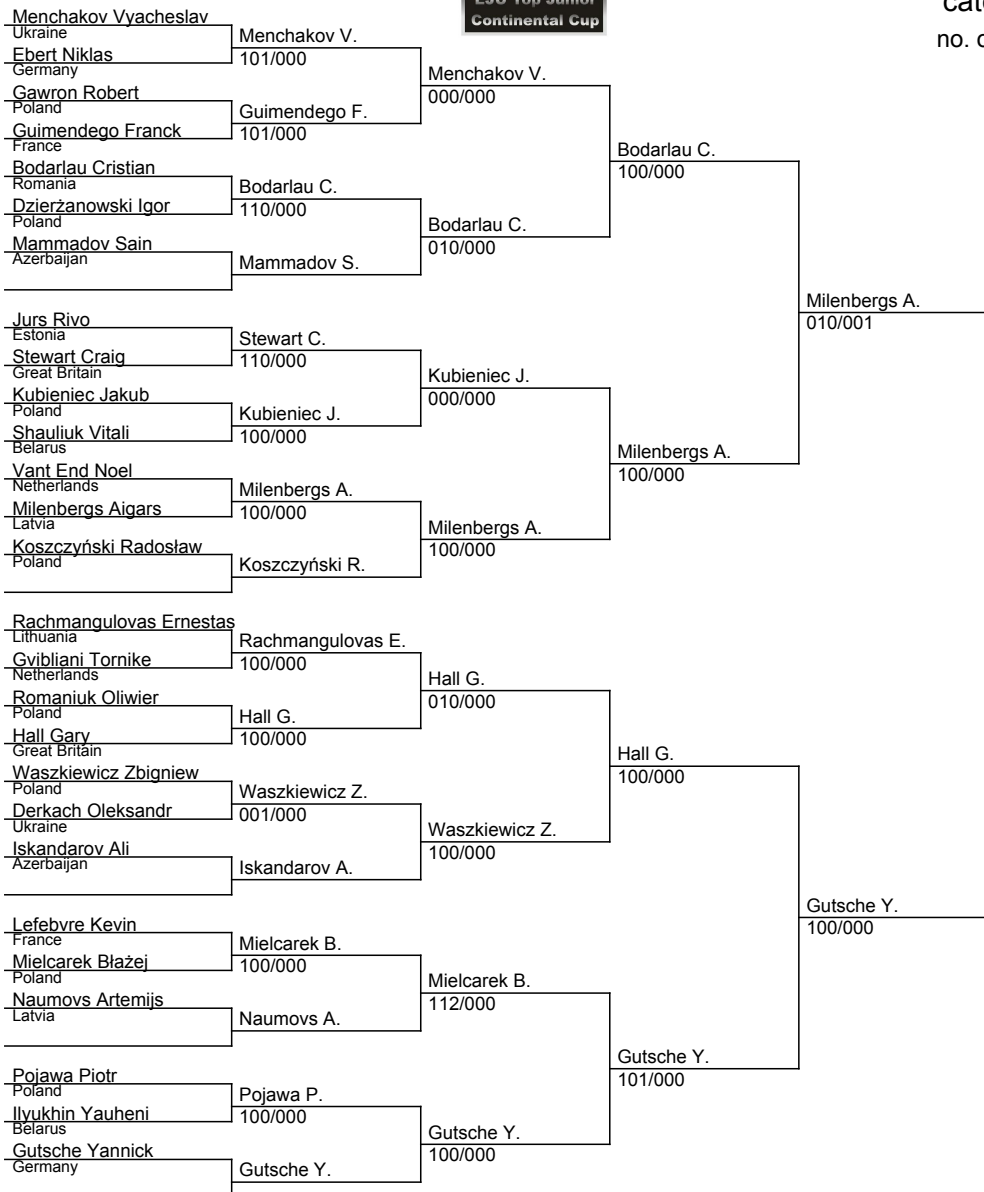 EJU Top Junior
Continental Cup
Menchakov Vyacheslav
Ukraine
Ebert Niklas
Germany
Gawron Robert
Poland
Guimendego Franck
France
Bodarlau Cristian
Romania
Dzierżanowski Igor
Poland
Mammadov Sain
Azerbaijan
Jurs Rivo
Estonia
Stewart Craig
Great Britain
Kubieniec Jakub
Poland
Shauliuk Vitali
Belarus
Vant End Noel
Netherlands
Milenbergs Aigars
Latvia
Koszczyński Radosław
Poland
Rachmangulovas Ernestas
Lithuania
Gvibliani Tornike
Netherlands
Romaniuk Oliwier
Poland
Hall Gary
Great Britain
Waszkiewicz Zbigniew
Poland
Derkach Oleksandr
Ukraine
Iskandarov Ali
Azerbaijan
Lefebvre Kevin
France
Mielcarek Błażej
Poland
Naumovs Artemijs
Latvia
Pojawa Piotr
Poland
Ilyukhin Yauheni
Belarus
Gutsche Yannick
Germany
Menchakov V.
101/000
Guimendego F.
101/000
Bodarlau C.
110/000
Mammadov S.
Stewart C.
110/000
Kubieniec J.
100/000
Milenbergs A.
100/000
Koszczyński R.
Rachmangulovas E.
100/000
Hall G.
100/000
Waszkiewicz Z.
001/000
Iskandarov A.
Mielcarek B.
100/000
Naumovs A.
Pojawa P.
100/000
Gutsche Y.
Menchakov V.
000/000
Bodarlau C.
010/000
Kubieniec J.
000/000
Milenbergs A.
100/000
Hall G.
010/000
Waszkiewicz Z.
100/000
Mielcarek B.
112/000
Gutsche Y.
100/000
Bodarlau C.
100/000
Milenbergs A.
100/000
Hall G.
100/000
Gutsche Y.
101/000
Milenbergs A.
010/001
Gutsche Y.
100/000
no.